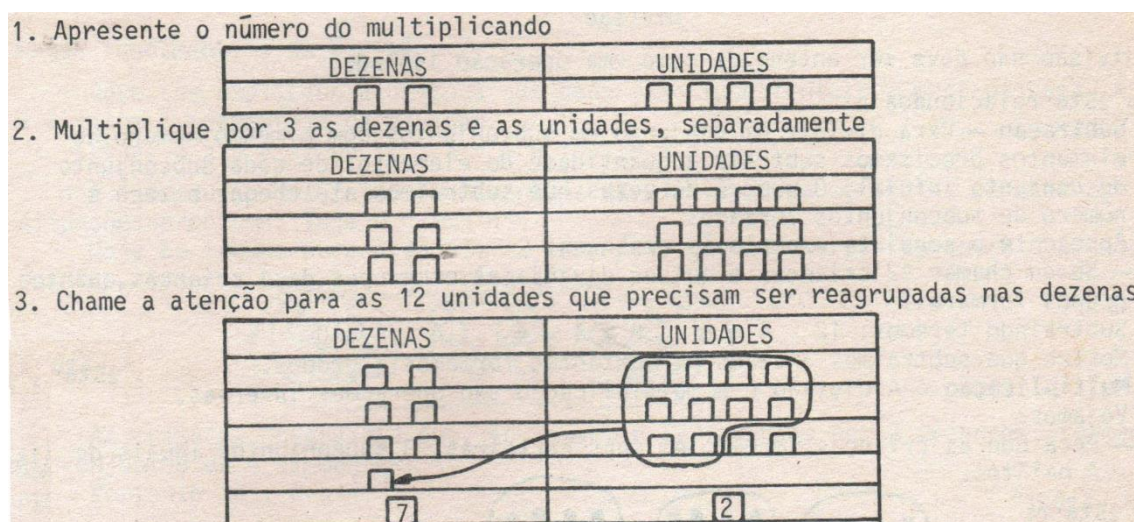 1. Apresente o número do multiplicando
DEZENAS UNIDADES
2. Multiplique por 3 as dezenas e as unidades, separadamente
DEZENAS UNIDADES
3. Chame a atenção para as 12 unidades que precisam ser reagrupadas nas dezenas
DEZENAS UNIDADES
7 2